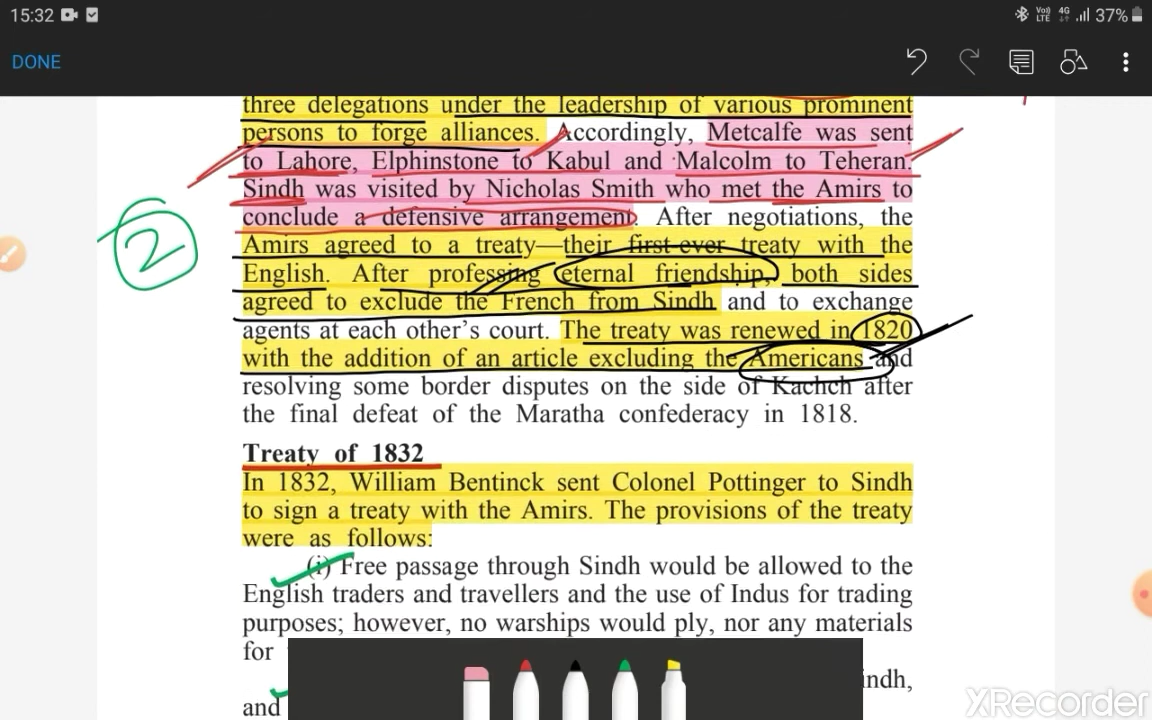 15:32
VoD LTE 4G 37%
DONE
three delegations under the leadership of various prominent
persons to forge alliances. Accordingly, Metcalfe was sent
to Lahore, Elphinstone to Kabul and Malcolm to Teheran.
Sindh was visited by Nicholas Smith who met the Amirs to
conclude a defensive arrangement. After negotiations, the
Amirs agreed to a treaty—their first-ever treaty with the
English. After professing eternal friendship, both sides
agreed to exclude the French from Sindh and to exchange
agents at each other's court. The treaty was renewed in 1820
with the addition of an article excluding the Americans and
resolving some border disputes on the side of Kachch after
the final defeat of the Maratha confederacy in 1818.
2
Treaty of 1832
In 1832, William Bentinck sent Colonel Pottinger to Sindh
to sign a treaty with the Amirs. The provisions of the treaty
were as follows:
(i) Free passage through Sindh would be allowed to the
English traders and travellers and the use of Indus for trading
purposes; however, no warships would ply, nor any materials
for
indh,
and
XRecorder